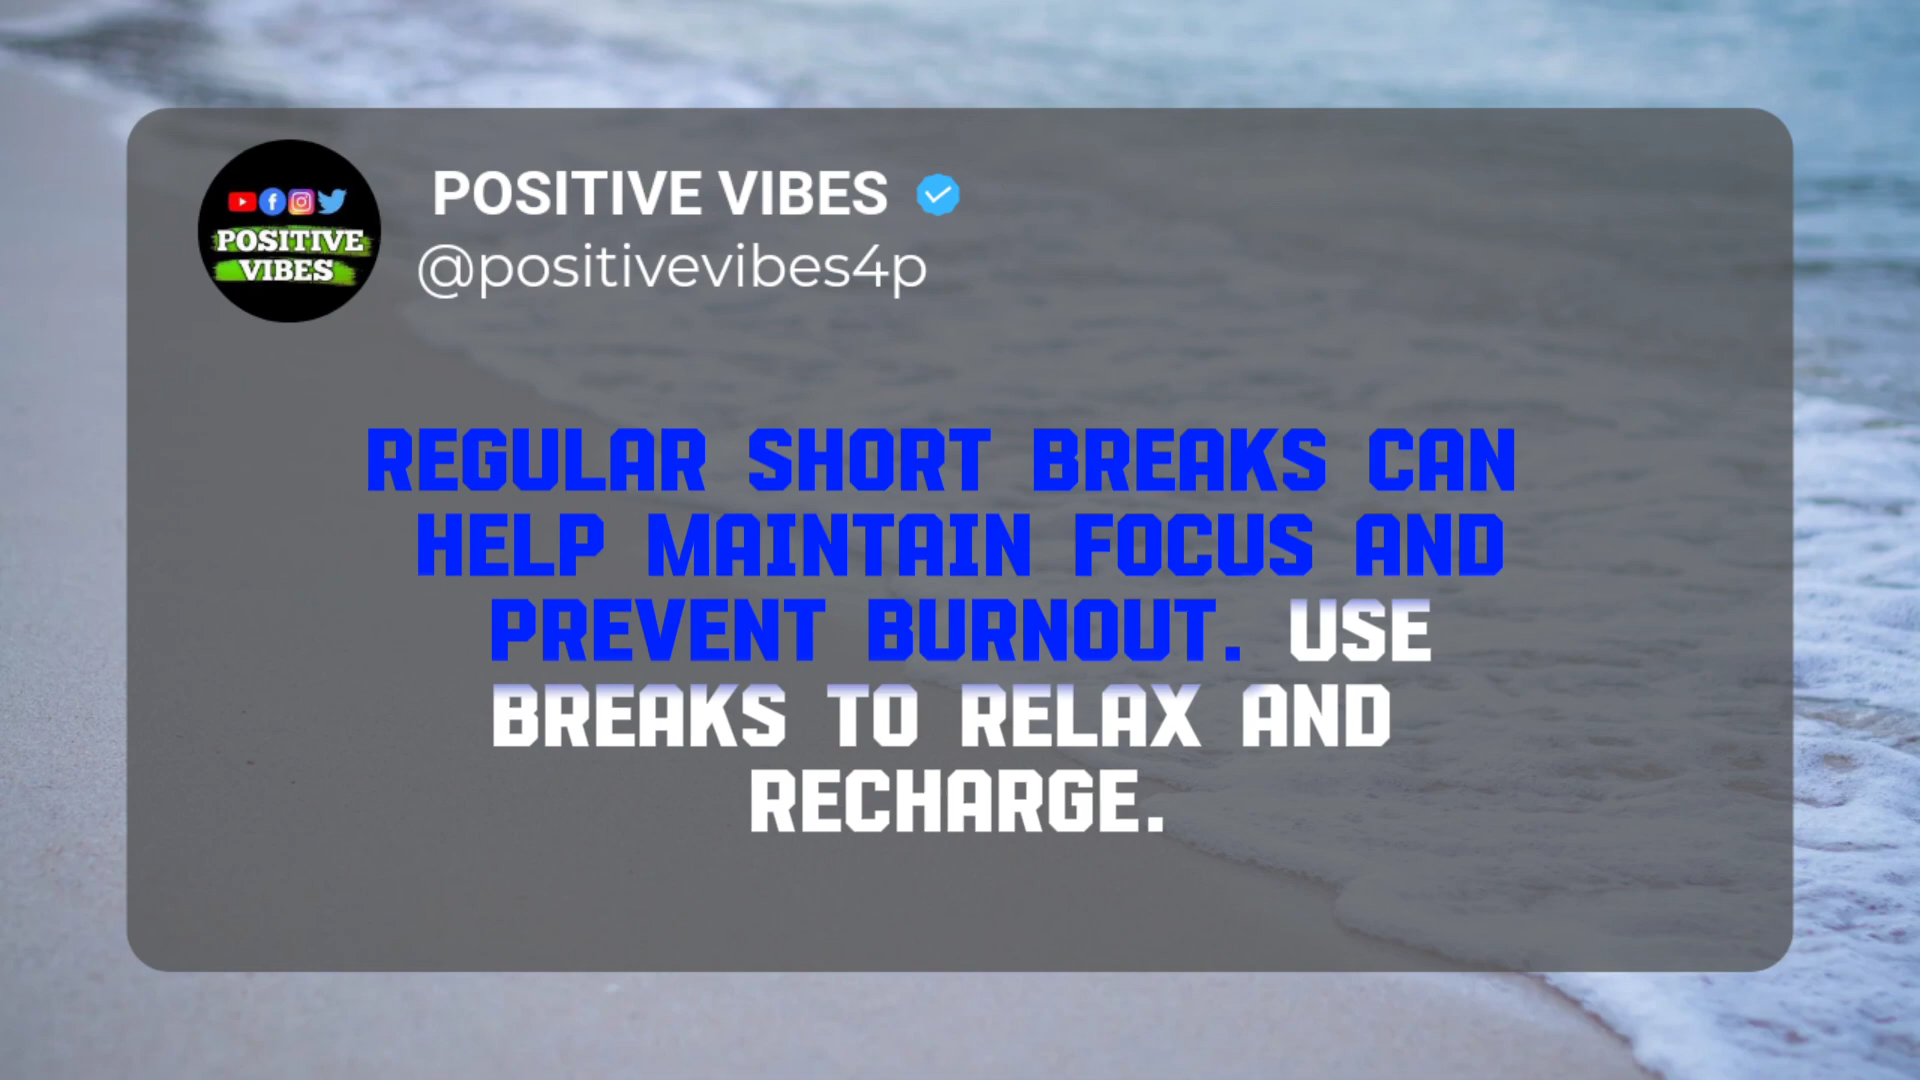 POSITIVE VIBES
POSITIVE
VIBES
@positivevibes4p
REGULAR SHORT BREAKS CAN
HELP MAINTAIN FOCUS AND
PREVENT BURNOUT. USE
BREAKS TO RELAX AND
RECHARGE.